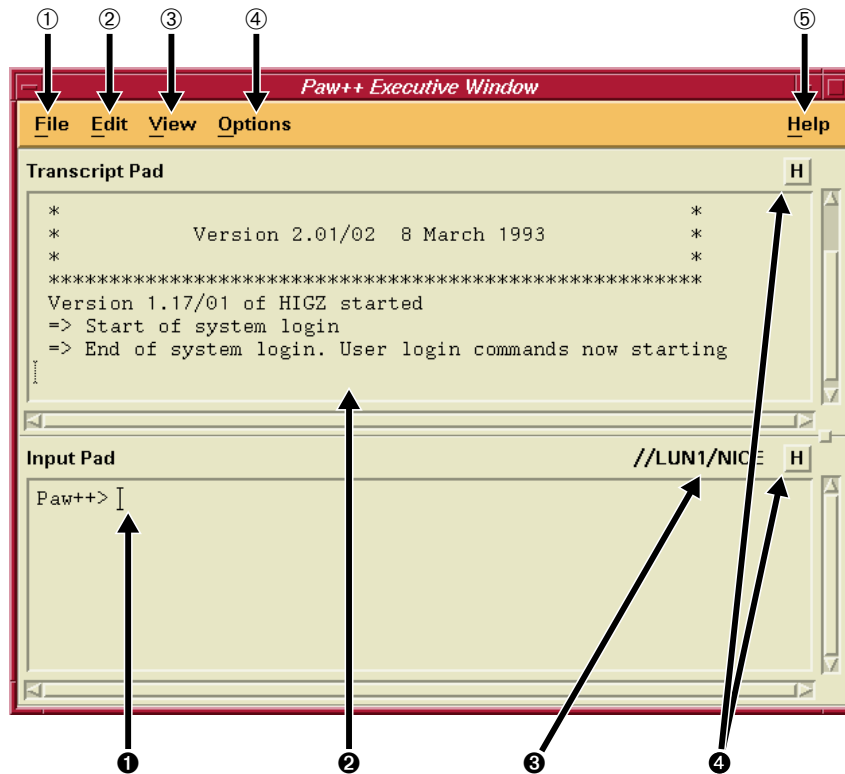 ① ② ③ ④ ⑤
Paw++ Executive Window
File Edit View Options Help
Transcript Pad H
* *
* Version 2.01/02 8 March 1993 *
* *
******************************************************
Version 1.17/01 of HIGZ started
=> Start of system login
=> End of system login. User login commands now starting
Input Pad //LUN1/NICE H
Paw++>
❶ ❷ ❸ ❹